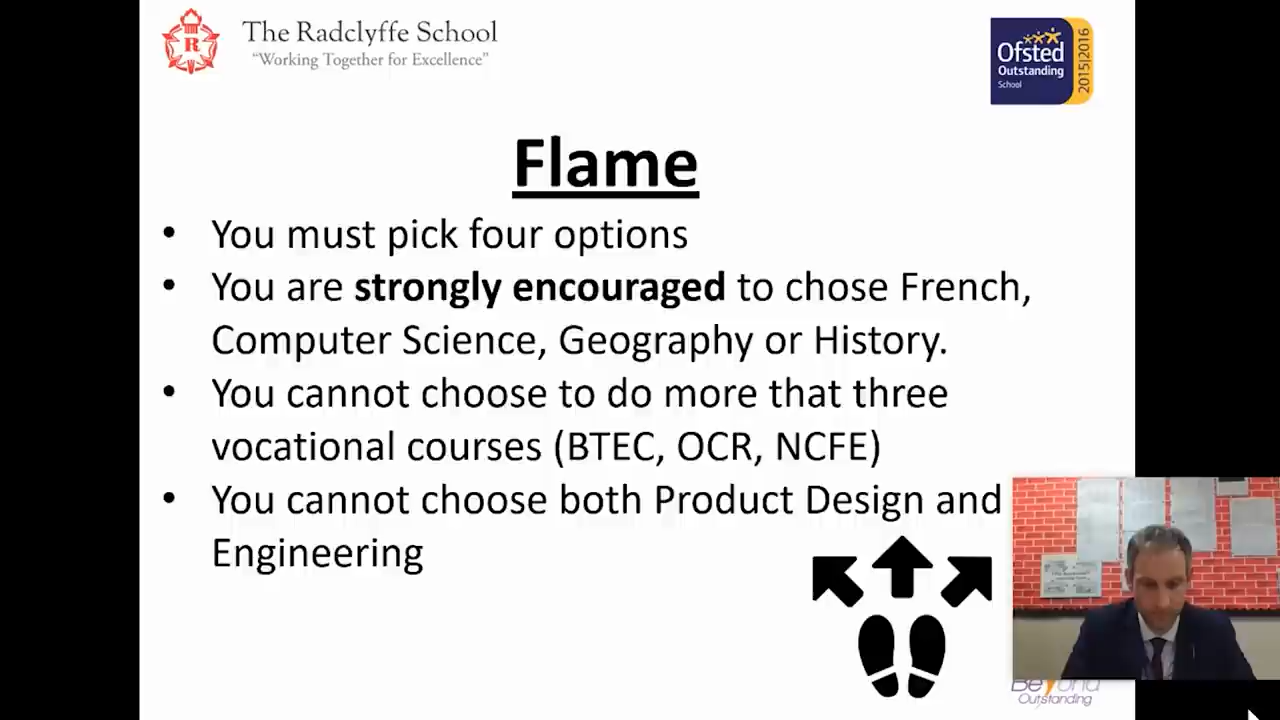 The Radclyffe School
“Working Together for Excellence”
R
Ofsted
Outstanding
School
2015|2016
Flame
• You must pick four options
• You are strongly encouraged to chose French,
Computer Science, Geography or History.
• You cannot choose to do more that three
vocational courses (BTEC, OCR, NCFE)
• You cannot choose both Product Design and
Engineering
Beyond
Outstanding